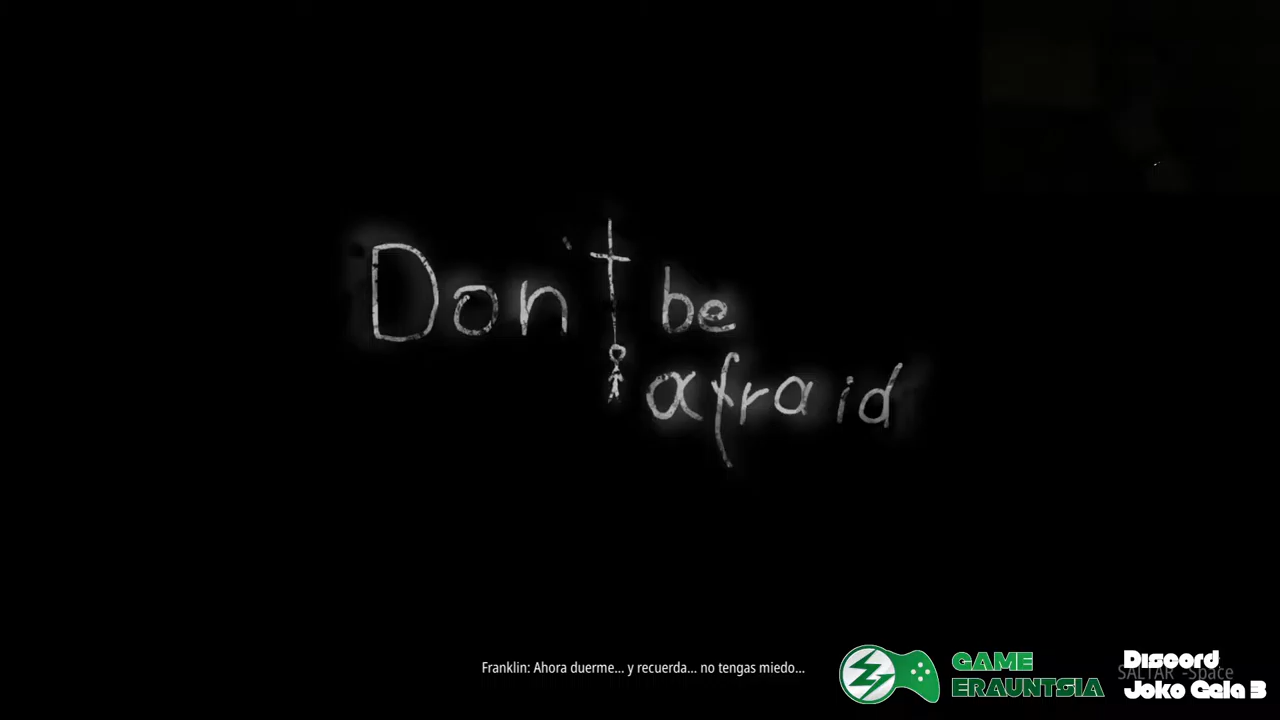 Don't be
afraid
Franklin: Ahora duerme... y recuerda... no tengas miedo...
GAME
ERAUNTSIA
Discord
SALTAR -Space
Joko Gela 3